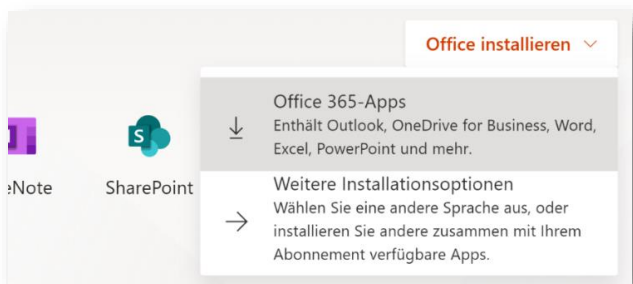 Office installieren
Office 365-Apps
Enthält Outlook, OneDrive for Business, Word,
Excel, PowerPoint und mehr.
eNote
SharePoint
Weitere Installationsoptionen
Wählen Sie eine andere Sprache aus, oder
installieren Sie andere zusammen mit Ihrem
Abonnement verfügbare Apps.